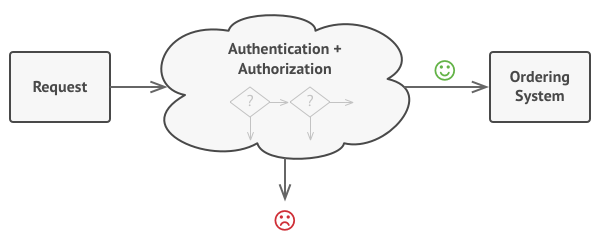 Request
Authentication +
Authorization
?
?
Ordering
System